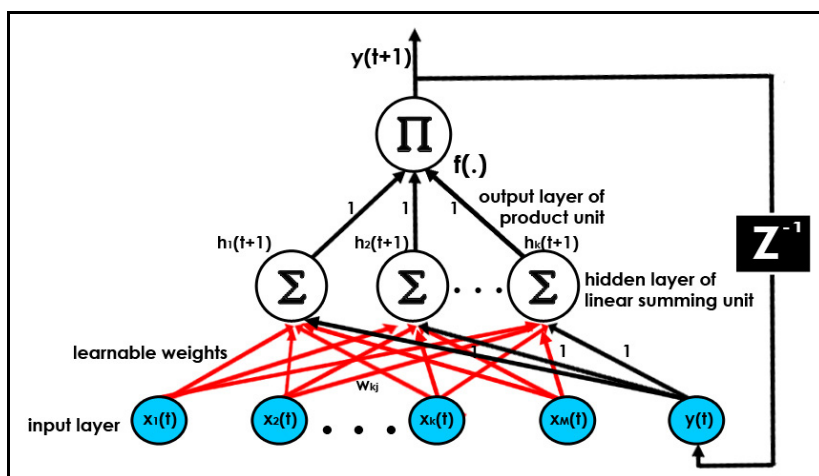 y(t+1)
Π
f(.)
1 1 1
output layer of
product unit
Z⁻¹
h₁(t+1) h₂(t+1) hₖ(t+1)
Σ Σ . . . Σ
hidden layer of
linear summing unit
learnable weights
1 1 1
wₖⱼ
input layer
x₁(t) x₂(t) . . . xₖ(t) xM(t) y(t)